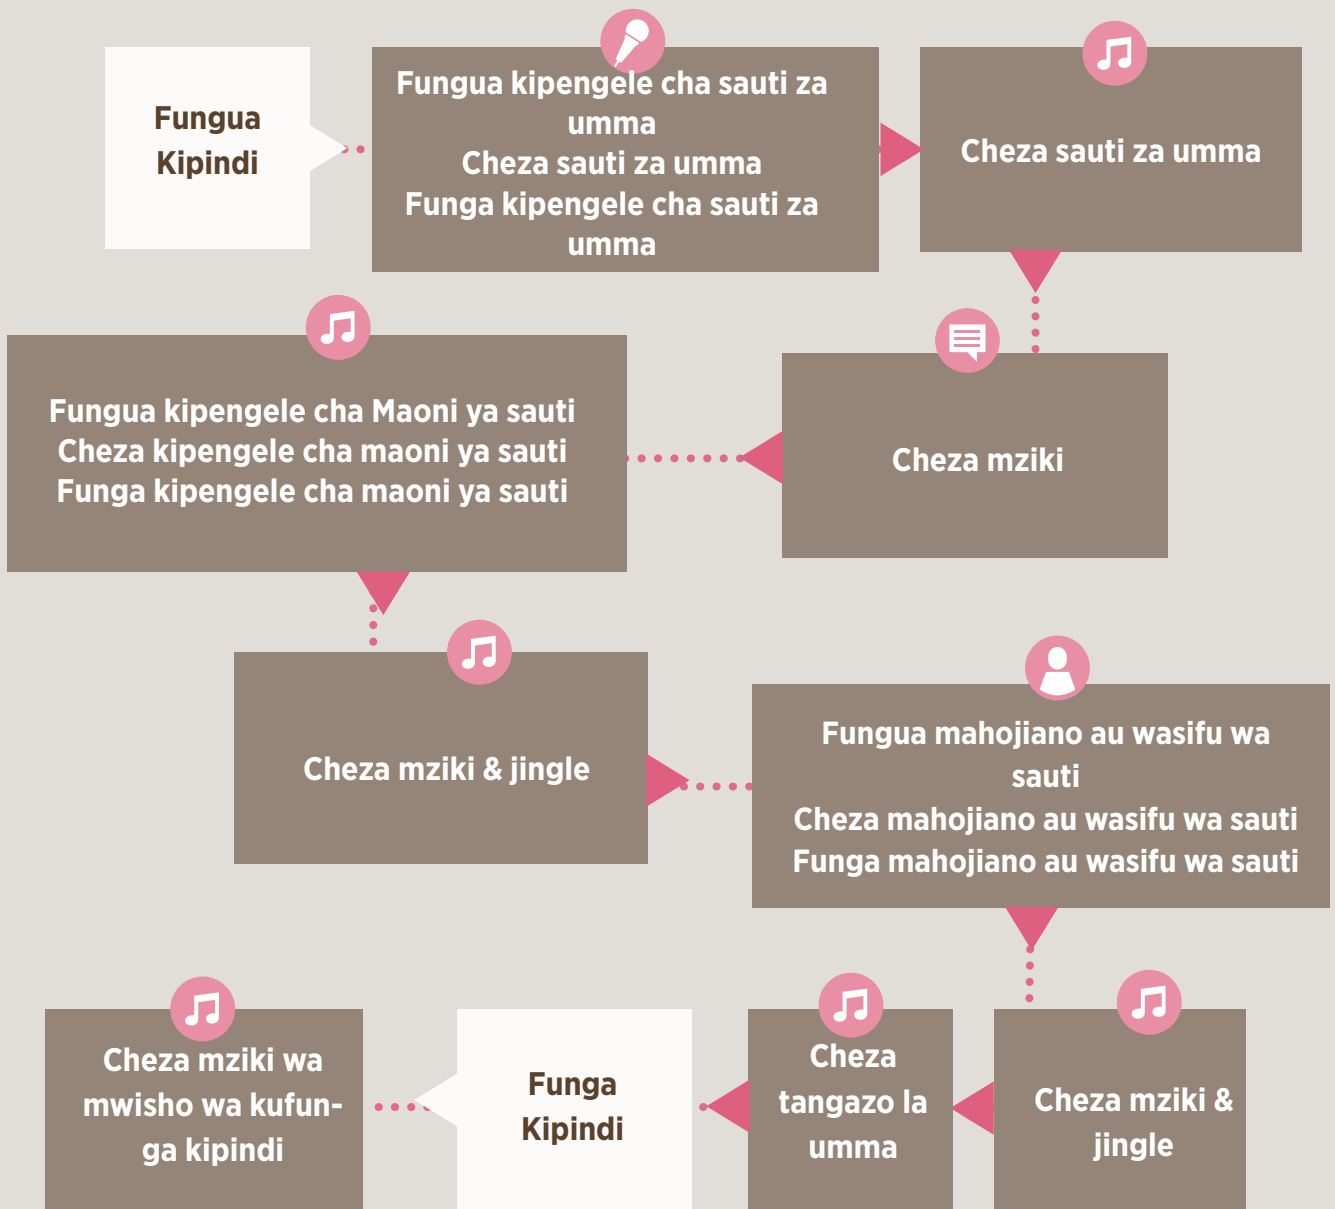 Fungua
Kipindi
Fungua kipengele cha sauti za
umma
Cheza sauti za umma
Funga kipengele cha sauti za
umma
Cheza sauti za umma
Cheza mziki
Fungua kipengele cha Maoni ya sauti
Cheza kipengele cha maoni ya sauti
Funga kipengele cha maoni ya sauti
Cheza mziki & jingle
Fungua mahojiano au wasifu wa
sauti
Cheza mahojiano au wasifu wa sauti
Funga mahojiano au wasifu wa sauti
Cheza mziki &
jingle
Cheza
tangazo la
umma
Funga
Kipindi
Cheza mziki wa
mwisho wa kufun-
ga kipindi